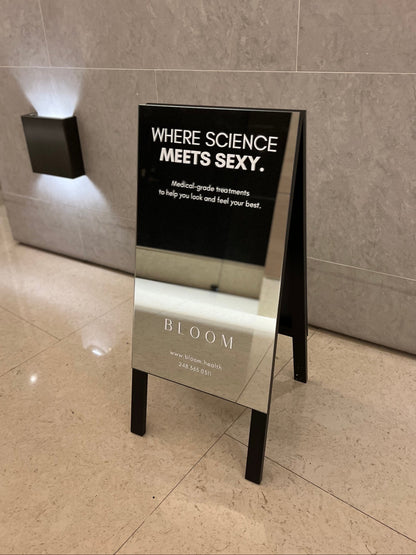 WHERE SCIENCE
MEETS SEXY.
Medical-grade treatments
to help you look and feel your best.
BLOOM
www.bloom.health